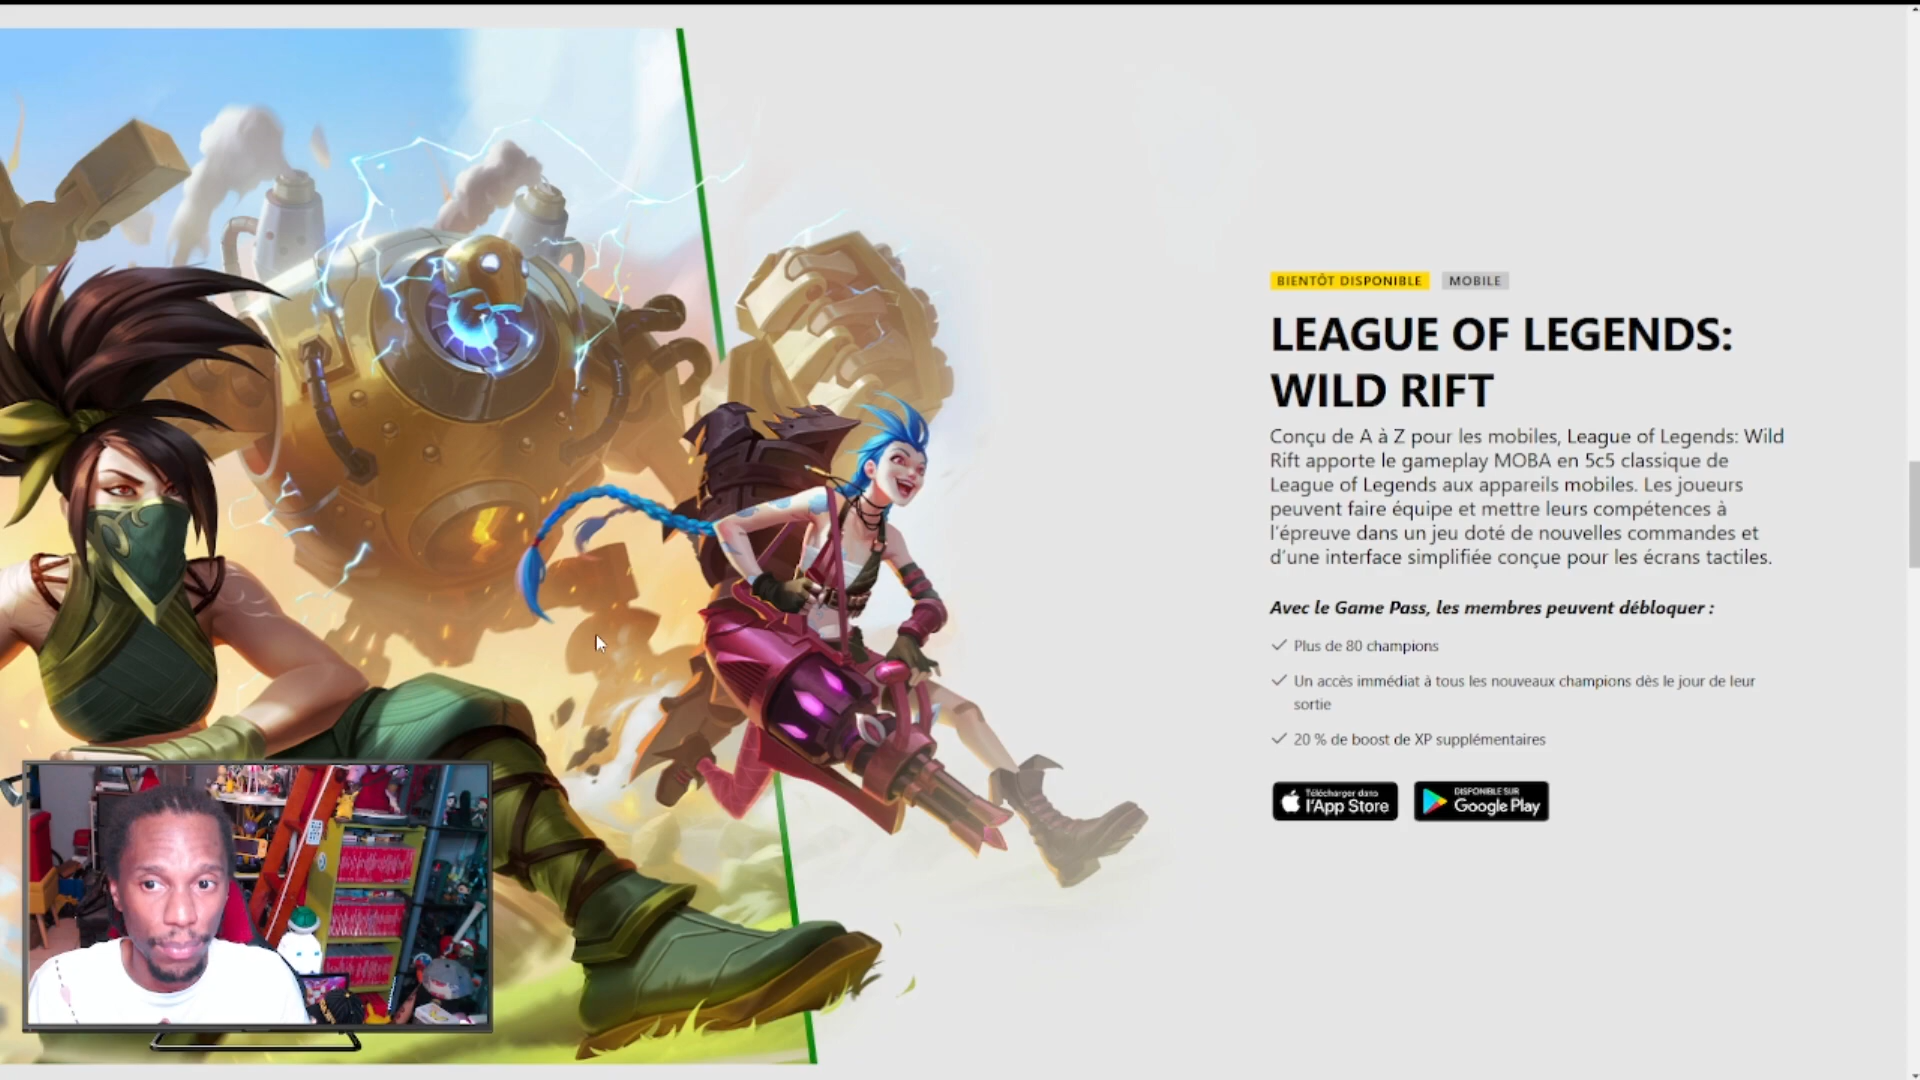 BIENTÔT DISPONIBLE MOBILE
LEAGUE OF LEGENDS:
WILD RIFT
Conçu de A à Z pour les mobiles, League of Legends: Wild
Rift apporte le gameplay MOBA en 5c5 classique de
League of Legends aux appareils mobiles. Les joueurs
peuvent faire équipe et mettre leurs compétences à
l'épreuve dans un jeu doté de nouvelles commandes et
d'une interface simplifiée conçue pour les écrans tactiles.
Avec le Game Pass, les membres peuvent débloquer :
Plus de 80 champions
Un accès immédiat à tous les nouveaux champions dès le jour de leur
sortie
20 % de boost de XP supplémentaires
Télécharger dans
l'App Store
DISPONIBLE SUR
Google Play